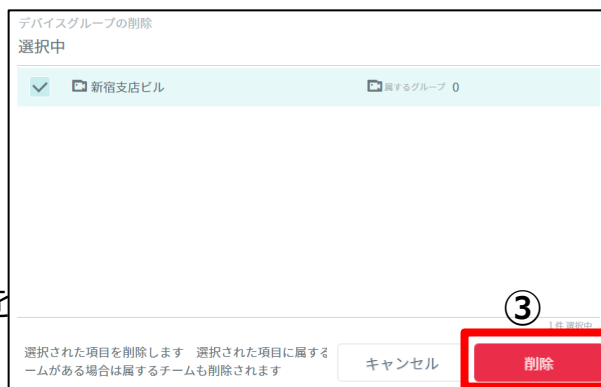 デバイスグループの削除
選択中
新宿支店ビル 属するグループ 0
を
③
1件 選択中
選択された項目を削除します 選択された項目に属する
ームがある場合は属するチームも削除されます
キャンセル
削除